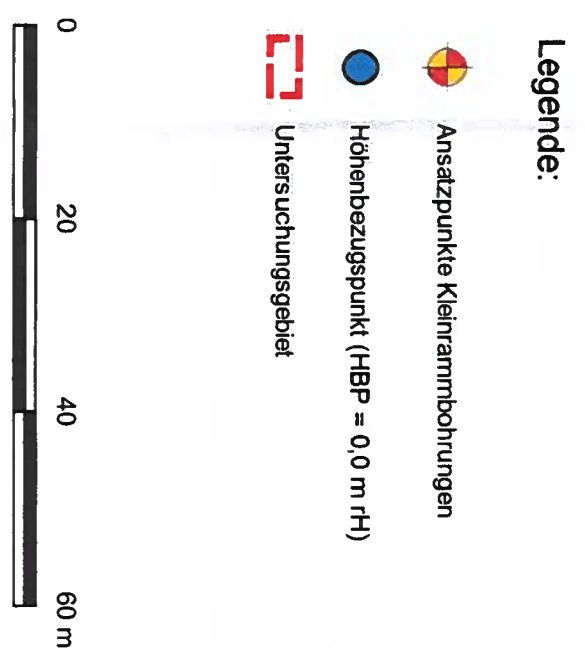 Legende:
Ansatzpunkte Kleinrammbohrungen
Höhenbezugspunkt (HBP = 0,0 m rH)
Untersuchungsgebiet
0 20 40 60 m